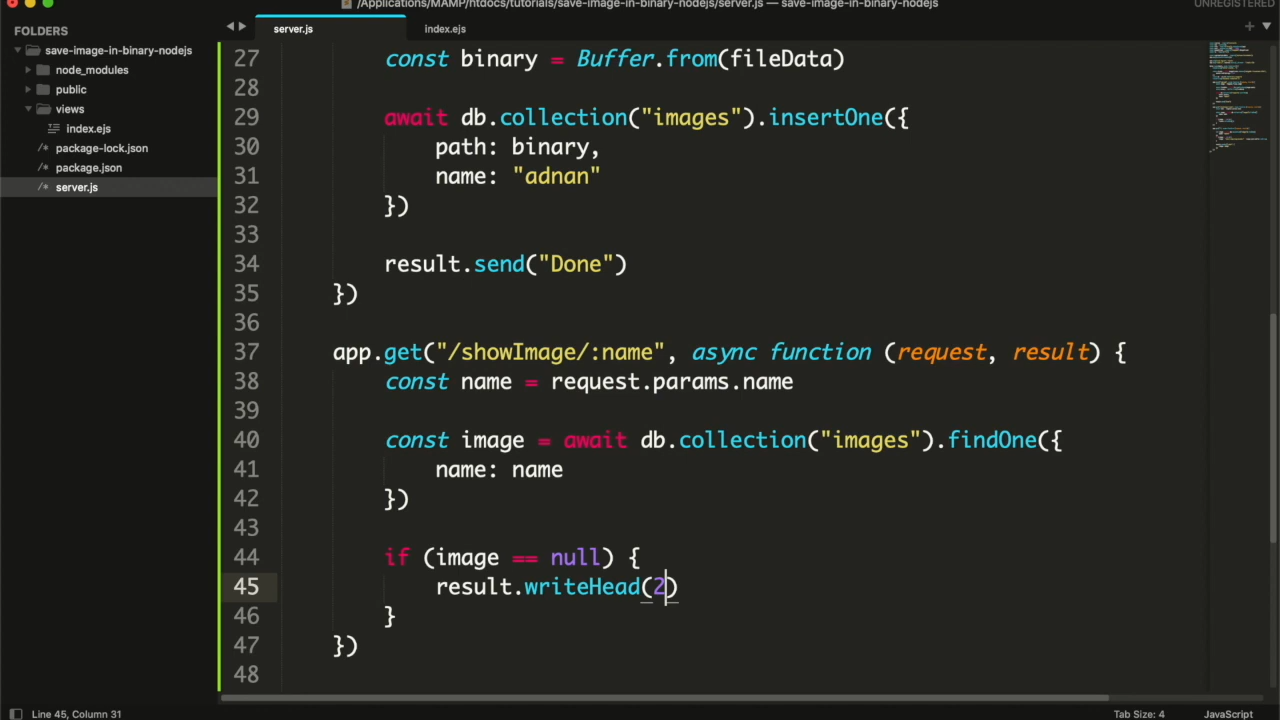 /Applications/MAMP/htdocs/tutorials/save-image-in-binary-nodejs/server.js — save-image-in-binary-nodejs
UNREGISTERED
FOLDERS
save-image-in-binary-nodejs
node_modules
public
views
index.ejs
package-lock.json
package.json
server.js
server.js
index.ejs
27 const binary = Buffer.from(fileData)
28
29 await db.collection("images").insertOne({
30 path: binary,
31 name: "adnan"
32 })
33
34 result.send("Done")
35 })
36
37 app.get("/showImage/:name", async function (request, result) {
38 const name = request.params.name
39
40 const image = await db.collection("images").findOne({
41 name: name
42 })
43
44 if (image == null) {
45 result.writeHead(2)
46 }
47 })
48
Line 45, Column 31
Tab Size: 4
JavaScript